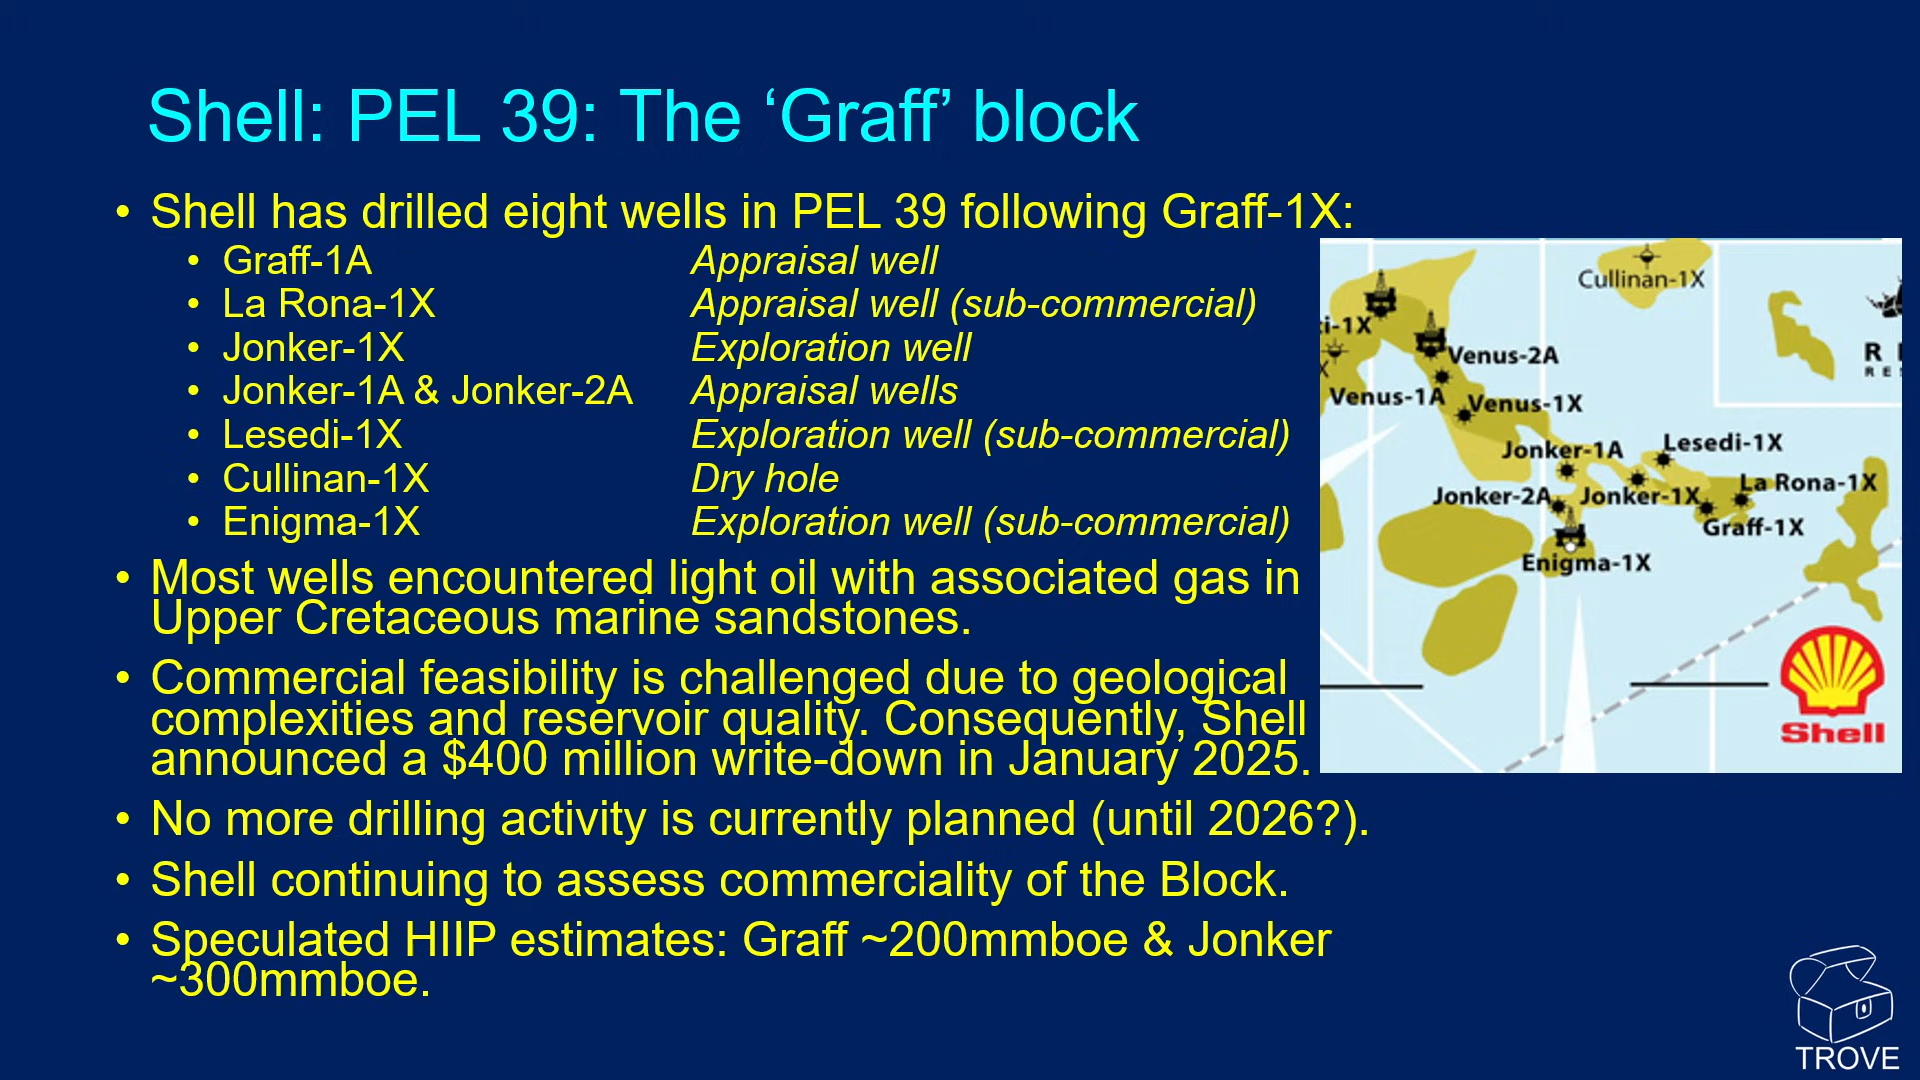 Shell: PEL 39: The ‘Graff’ block
• Shell has drilled eight wells in PEL 39 following Graff-1X:
• Graff-1A Appraisal well
• La Rona-1X Appraisal well (sub-commercial)
• Jonker-1X Exploration well
• Jonker-1A & Jonker-2A Appraisal wells
• Lesedi-1X Exploration well (sub-commercial)
• Cullinan-1X Dry hole
• Enigma-1X Exploration well (sub-commercial)
• Most wells encountered light oil with associated gas in
Upper Cretaceous marine sandstones.
• Commercial feasibility is challenged due to geological
complexities and reservoir quality. Consequently, Shell
announced a $400 million write-down in January 2025.
• No more drilling activity is currently planned (until 2026?).
• Shell continuing to assess commerciality of the Block.
• Speculated HIIP estimates: Graff ~200mmboe & Jonker
~300mmboe.
Cullinan-1X
i-1X
X
Venus-2A
Venus-1A
Venus-1X
Jonker-1A
Lesedi-1X
Jonker-2A
Jonker-1X
La Rona-1X
Graff-1X
Enigma-1X
R
RES
Shell
TROVE